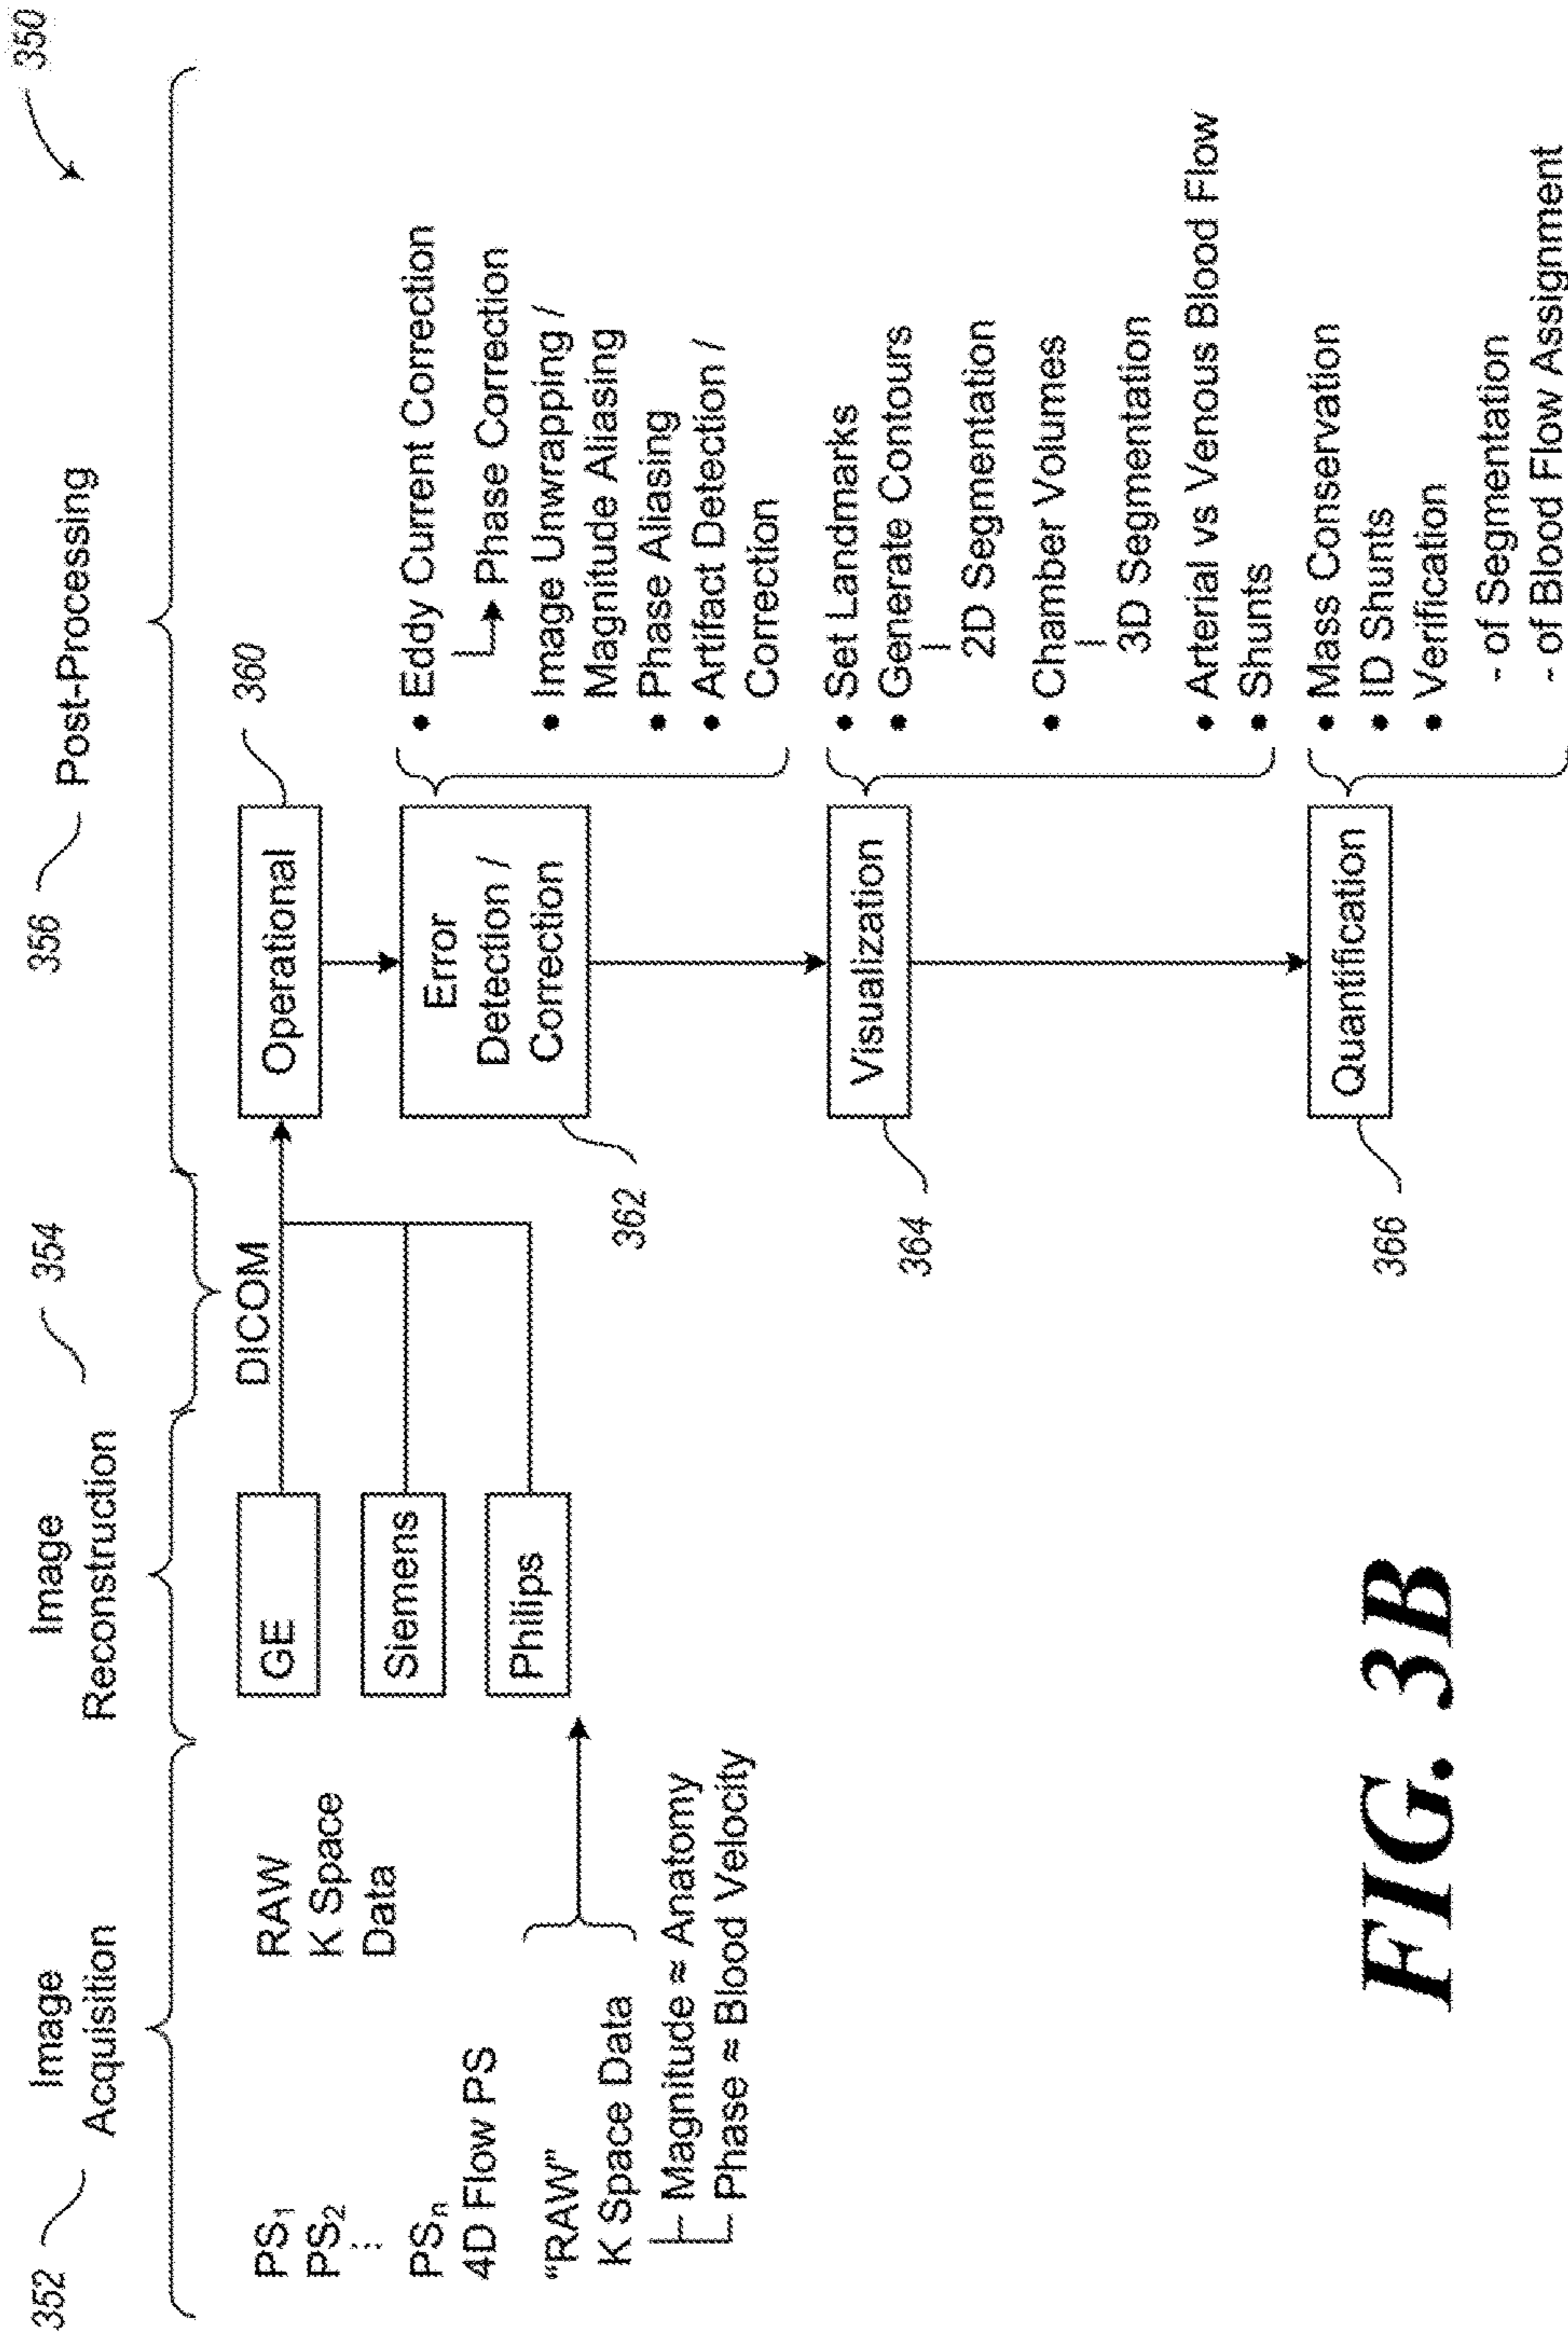 350
352
Image
Acquisition
Image
Reconstruction
354
356
Post-Processing
PS1
PS2
⋮
PSn
4D Flow PS
"RAW"
K Space Data
Magnitude ≈ Anatomy
Phase ≈ Blood Velocity
RAW
K Space
Data
GE
Siemens
Philips
DICOM
Operational
360
Error
Detection /
Correction
362
• Eddy Current Correction
Phase Correction
• Image Unwrapping /
Magnitude Aliasing
• Phase Aliasing
• Artifact Detection /
Correction
Visualization
364
• Set Landmarks
• Generate Contours
2D Segmentation
• Chamber Volumes
3D Segmentation
• Arterial vs Venous Blood Flow
• Shunts
Quantification
366
• Mass Conservation
• ID Shunts
• Verification
- of Segmentation
- of Blood Flow Assignment
FIG. 3B